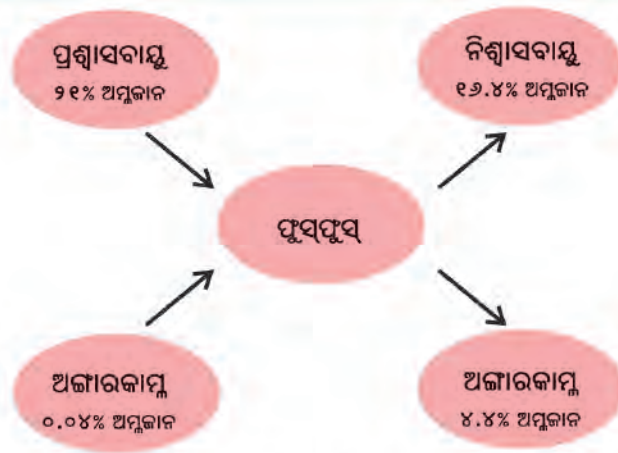 ପ୍ରଶ୍ୱାସବାୟୁ
୨୧% ଅମ୍ଳଜାନ
ନିଶ୍ୱାସବାୟୁ
୧୬.୪% ଅମ୍ଳଜାନ
ଫୁସ୍‌ଫୁସ୍
ଅଙ୍ଗାରକାମ୍ଳ
୦.୦୪% ଅମ୍ଳଜାନ
ଅଙ୍ଗାରକାମ୍ଳ
୪.୪% ଅମ୍ଳଜାନ